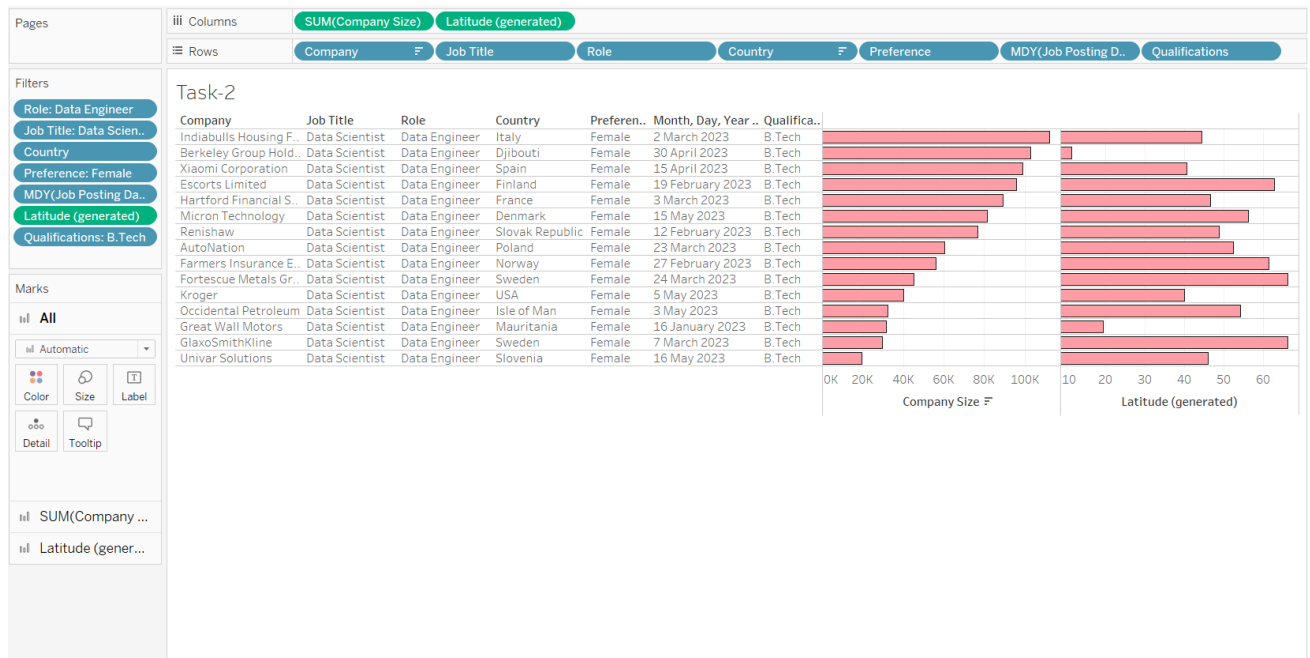 Pages
Columns SUM(Company Size) Latitude (generated)
Rows Company Job Title Role Country Preference MDY(Job Posting D.. Qualifications
Filters
Role: Data Engineer
Job Title: Data Scien..
Country
Preference: Female
MDY(Job Posting Da..
Latitude (generated)
Qualifications: B.Tech
Marks
All
Automatic
Color Size Label
Detail Tooltip
SUM(Company ...
Latitude (gener...
Task-2
Company Job Title Role Country Preferen.. Month, Day, Year .. Qualifica..
Indiabulls Housing F.. Data Scientist Data Engineer Italy Female 2 March 2023 B.Tech
Berkeley Group Hold.. Data Scientist Data Engineer Djibouti Female 30 April 2023 B.Tech
Xiaomi Corporation Data Scientist Data Engineer Spain Female 15 April 2023 B.Tech
Escorts Limited Data Scientist Data Engineer Finland Female 19 February 2023 B.Tech
Hartford Financial S.. Data Scientist Data Engineer France Female 3 March 2023 B.Tech
Micron Technology Data Scientist Data Engineer Denmark Female 15 May 2023 B.Tech
Renishaw Data Scientist Data Engineer Slovak Republic Female 12 February 2023 B.Tech
AutoNation Data Scientist Data Engineer Poland Female 23 March 2023 B.Tech
Farmers Insurance E.. Data Scientist Data Engineer Norway Female 27 February 2023 B.Tech
Fortescue Metals Gr.. Data Scientist Data Engineer Sweden Female 24 March 2023 B.Tech
Kroger Data Scientist Data Engineer USA Female 5 May 2023 B.Tech
Occidental Petroleum Data Scientist Data Engineer Isle of Man Female 3 May 2023 B.Tech
Great Wall Motors Data Scientist Data Engineer Mauritania Female 16 January 2023 B.Tech
GlaxoSmithKline Data Scientist Data Engineer Sweden Female 7 March 2023 B.Tech
Univar Solutions Data Scientist Data Engineer Slovenia Female 16 May 2023 B.Tech
0K 20K 40K 60K 80K 100K 10 20 30 40 50 60
Company Size Latitude (generated)